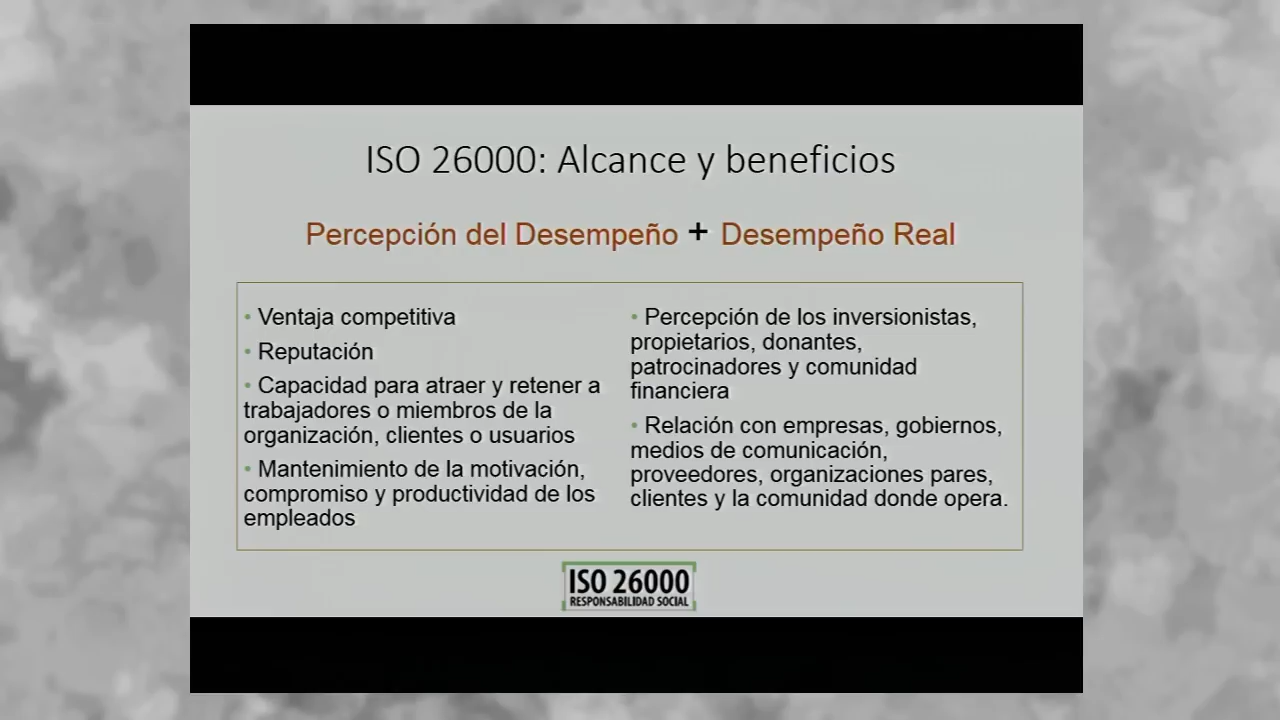 ISO 26000: Alcance y beneficios
Percepción del Desempeño + Desempeño Real
• Ventaja competitiva
• Reputación
• Capacidad para atraer y retener a
trabajadores o miembros de la
organización, clientes o usuarios
• Mantenimiento de la motivación,
compromiso y productividad de los
empleados
• Percepción de los inversionistas,
propietarios, donantes,
patrocinadores y comunidad
financiera
• Relación con empresas, gobiernos,
medios de comunicación,
proveedores, organizaciones pares,
clientes y la comunidad donde opera.
ISO 26000
RESPONSABILIDAD SOCIAL